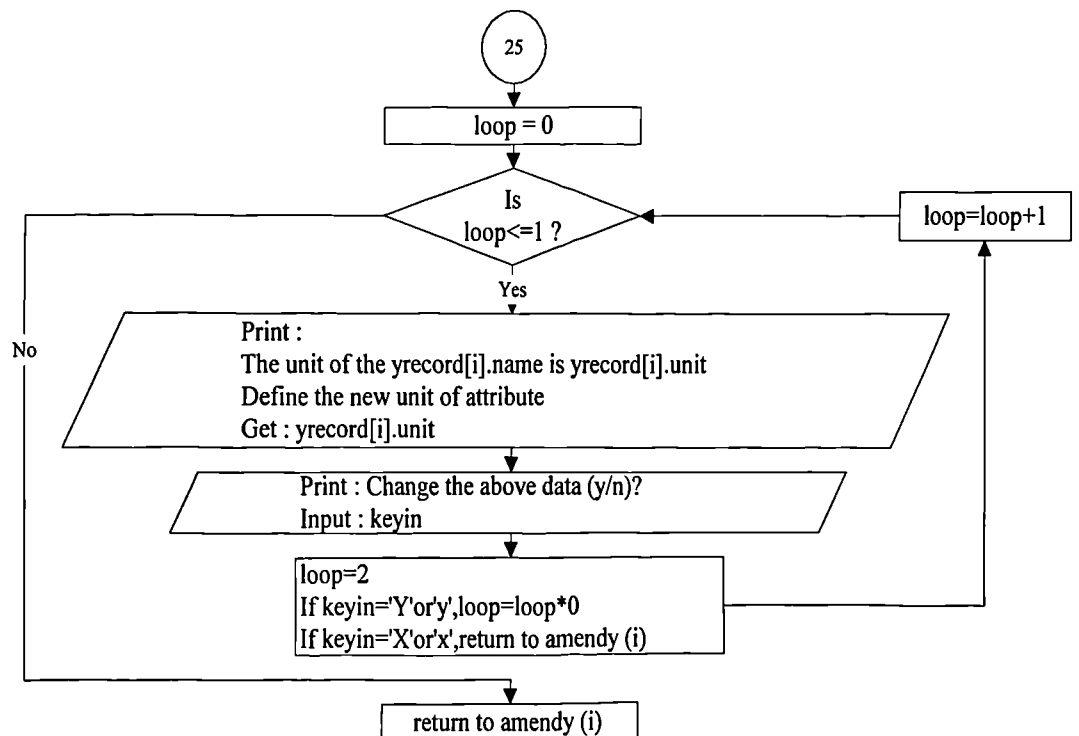 25
loop = 0
Is
loop<=1 ?
loop=loop+1
Yes
No
Print :
The unit of the yrecord[i].name is yrecord[i].unit
Define the new unit of attribute
Get : yrecord[i].unit
Print : Change the above data (y/n)?
Input : keyin
loop=2
If keyin='Y'or'y',loop=loop*0
If keyin='X'or'x',return to amendy (i)
return to amendy (i)